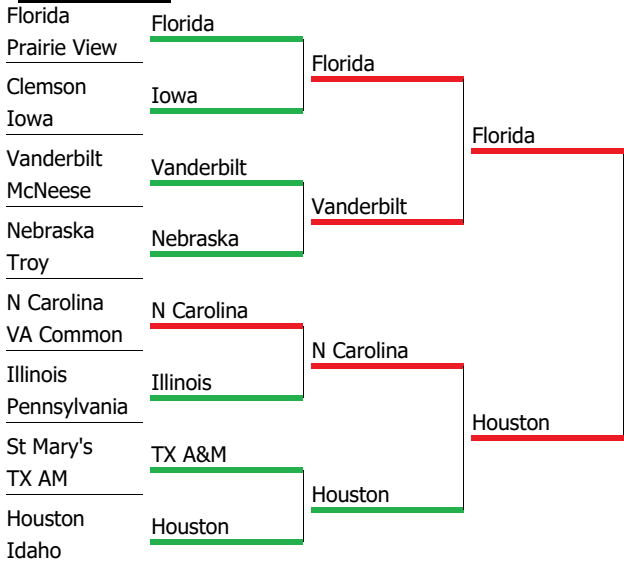 Florida
Prairie View
Clemson
Iowa
Vanderbilt
McNeese
Nebraska
Troy
N Carolina
VA Common
Illinois
Pennsylvania
St Mary's
TX AM
Houston
Idaho
Florida
Iowa
Vanderbilt
Nebraska
N Carolina
Illinois
TX A&M
Houston
Florida
Vanderbilt
N Carolina
Houston
Florida
Houston